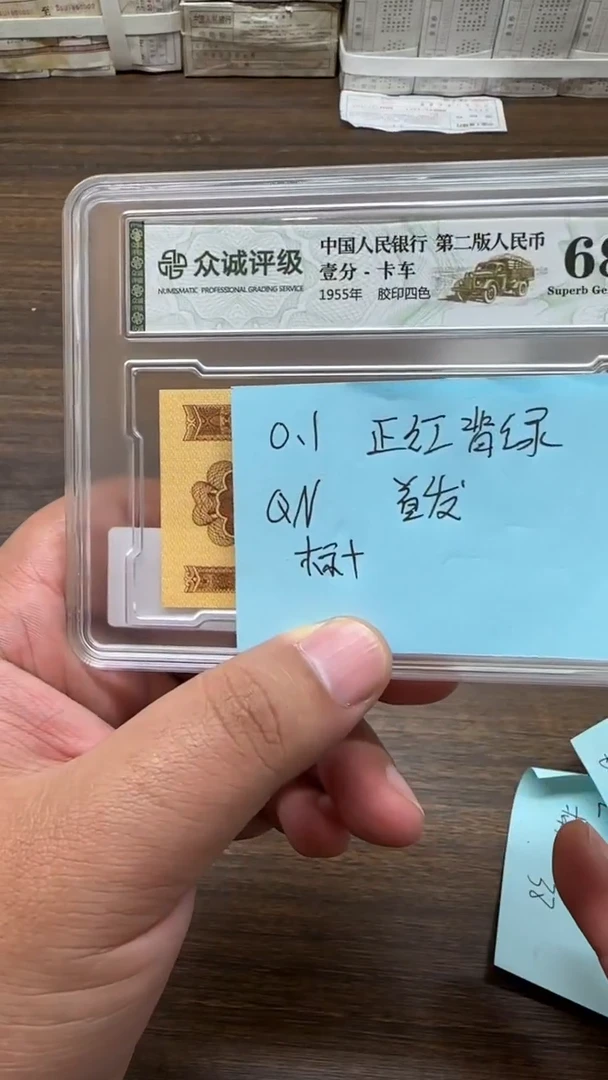 众诚评级
NUMISMATIC PROFESSIONAL GRADING SERVICE
中国人民银行 第二版人民币
壹分 - 卡车
1955年 胶印四色
68
Superb Ge
0.1 正红背绿
QN 首发
标十
38